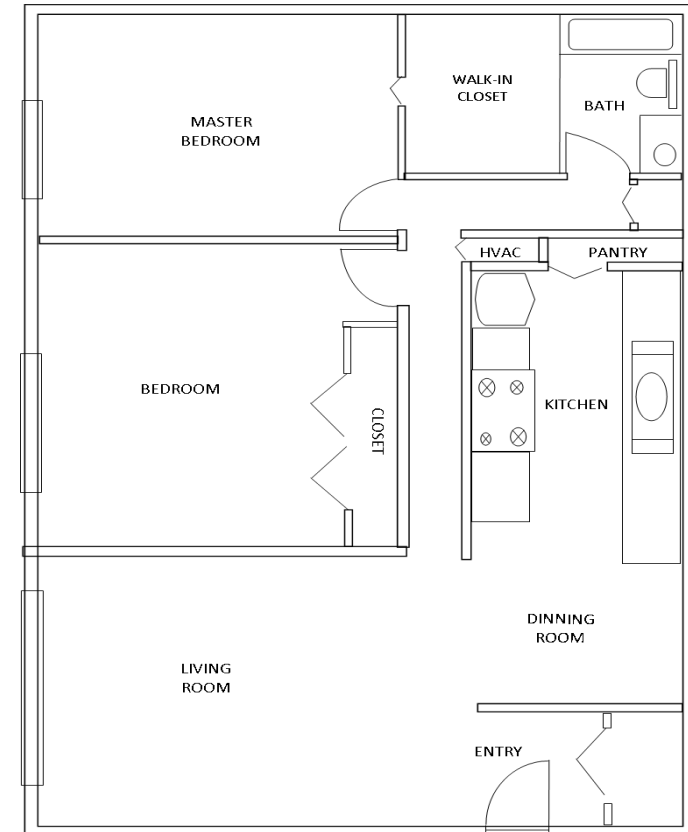 WALK-IN
CLOSET
BATH
MASTER
BEDROOM
HVAC
PANTRY
BEDROOM
CLOSET
KITCHEN
DINNING
ROOM
LIVING
ROOM
ENTRY